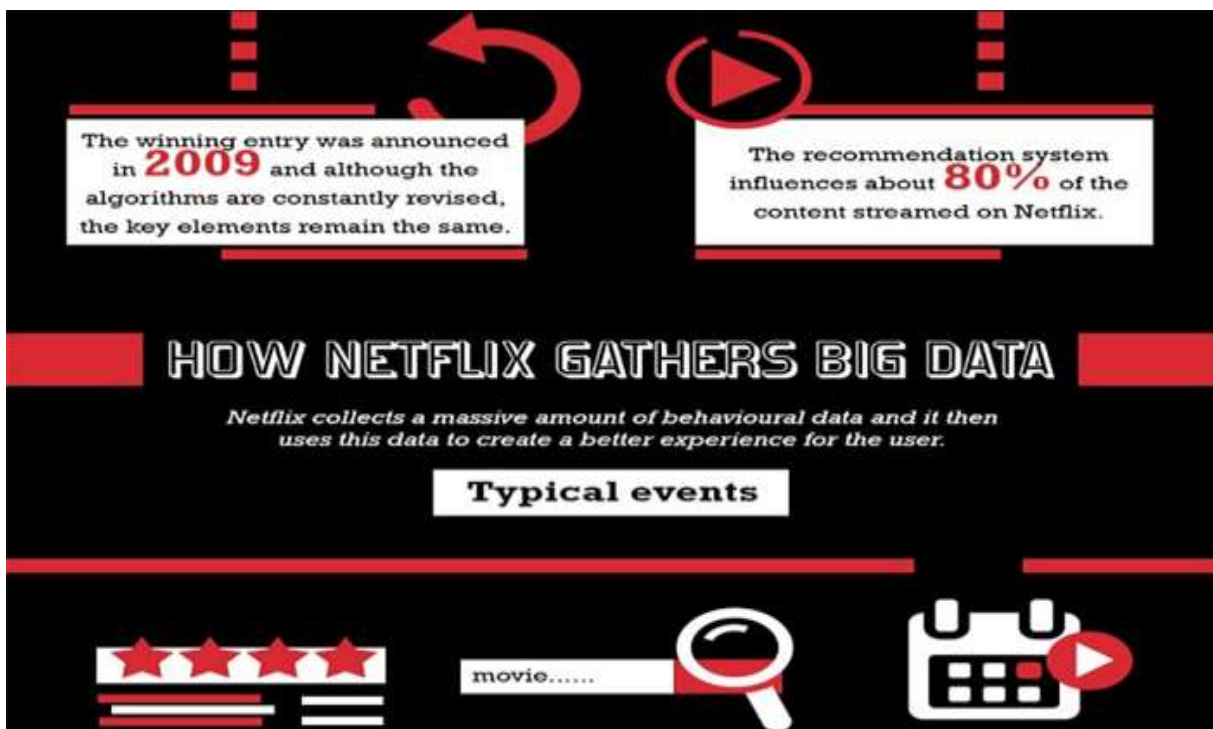 The winning entry was announced
in 2009 and although the
algorithms are constantly revised,
the key elements remain the same.
The recommendation system
influences about 80% of the
content streamed on Netflix.
HOW NETFLIX GATHERS BIG DATA
Netflix collects a massive amount of behavioural data and it then
uses this data to create a better experience for the user.
Typical events
movie......